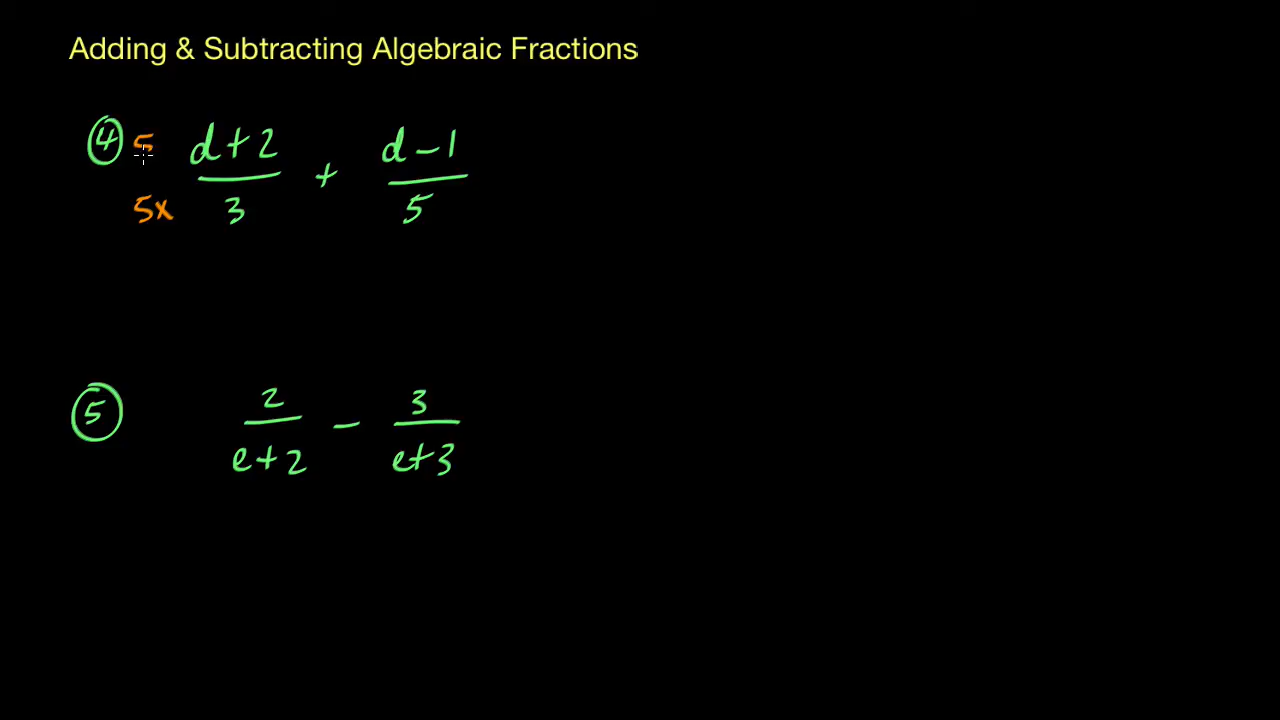 Adding & Subtracting Algebraic Fractions
④ 5 d+2 d-1
5x 3 + 5
⑤ 2 - 3
e+2 e+3